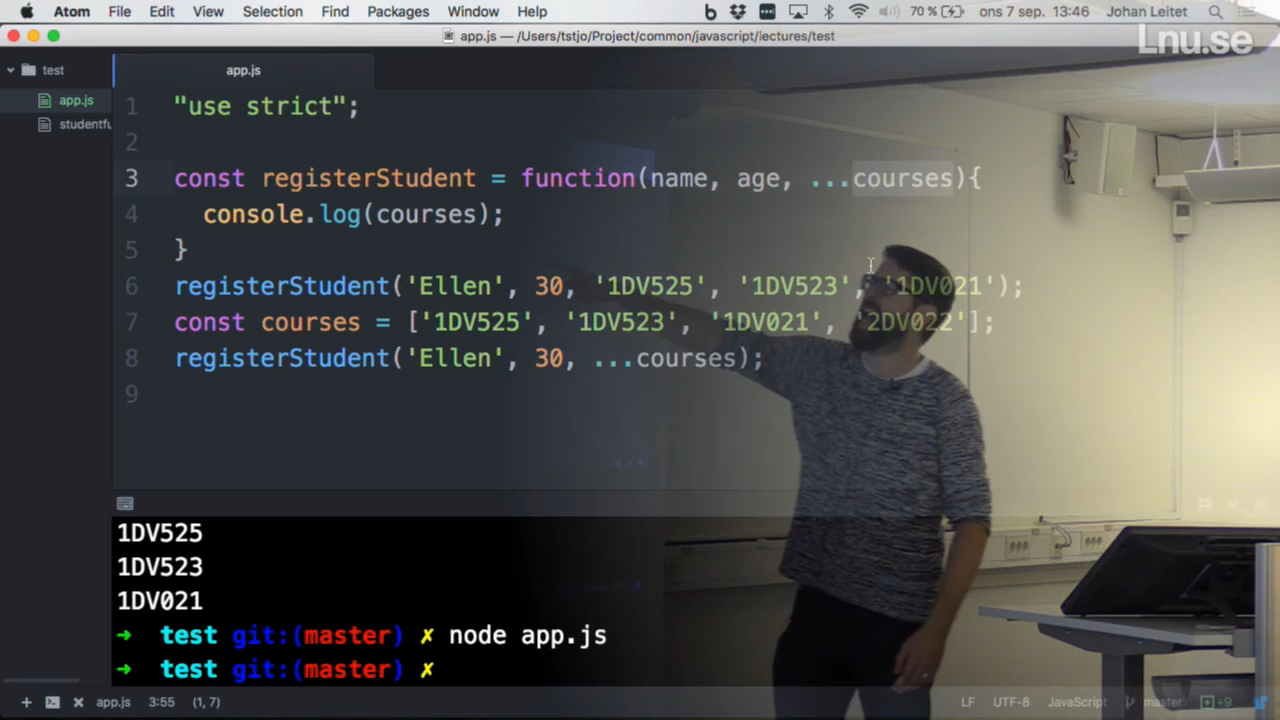 Atom File Edit View Selection Find Packages Window Help 70 % ons 7 sep. 13:46 Johan Leitet
app.js — /Users/tstjo/Project/common/javascript/lectures/test
Lnu.se
test
app.js
studentfu
app.js
1 "use strict";
2
3 const registerStudent = function(name, age, ...courses){
4 console.log(courses);
5 }
6 registerStudent('Ellen', 30, '1DV525', '1DV523', '1DV021');
7 const courses = ['1DV525', '1DV523', '1DV021', '2DV022'];
8 registerStudent('Ellen', 30, ...courses);
9
1DV525
1DV523
1DV021
➜ test git:(master) ✗ node app.js
➜ test git:(master) ✗
+ app.js 3:55 (1, 7) LF UTF-8 JavaScript master +9